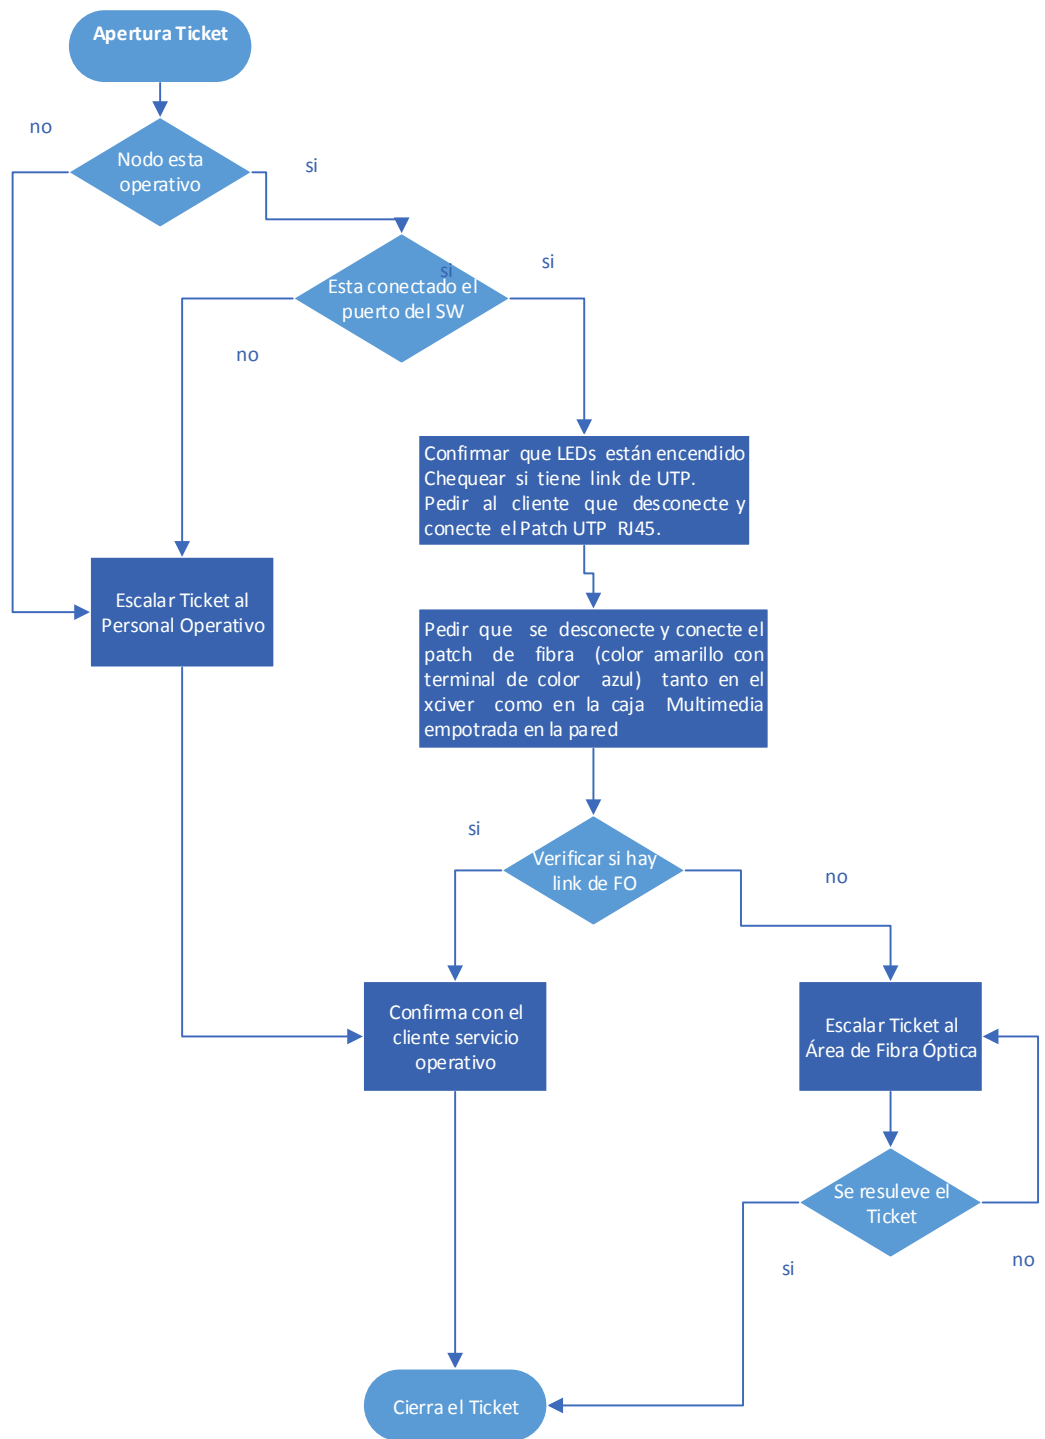 Apertura Ticket
no
Nodo esta
operativo
si
si
si
Esta conectado el
puerto del SW
no
Confirmar que LEDs están encendido
Chequear si tiene link de UTP.
Pedir al cliente que desconecte y
conecte el Patch UTP RJ45.
Escalar Ticket al
Personal Operativo
Pedir que se desconecte y conecte el
patch de fibra (color amarillo con
terminal de color azul) tanto en el
xciver como en la caja Multimedia
empotrada en la pared
si
Verificar si hay
link de FO
no
Confirma con el
cliente servicio
operativo
Escalar Ticket al
Área de Fibra Óptica
Se resuleve el
Ticket
si
no
Cierra el Ticket